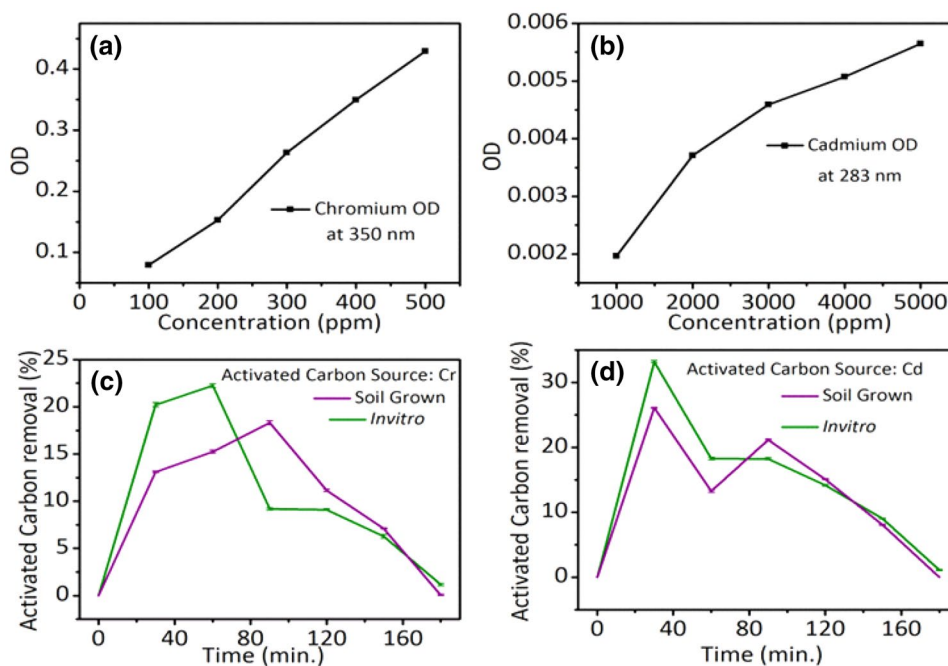 (a)
OD
0.4
0.3
0.2
0.1
Chromium OD
at 350 nm
0 100 200 300 400 500
Concentration (ppm)
(b)
OD
0.006
0.005
0.004
0.003
0.002
Cadmium OD
at 283 nm
1000 2000 3000 4000 5000
Concentration (ppm)
(c)
Activated Carbon removal (%)
25
20
15
10
5
0
Activated Carbon Source: Cr
Soil Grown
Invitro
0 40 80 120 160
Time (min.)
(d)
Activated Carbon removal (%)
30
20
10
0
Activated Carbon Source: Cd
Soil Grown
Invitro
0 40 80 120 160
Time (min.)